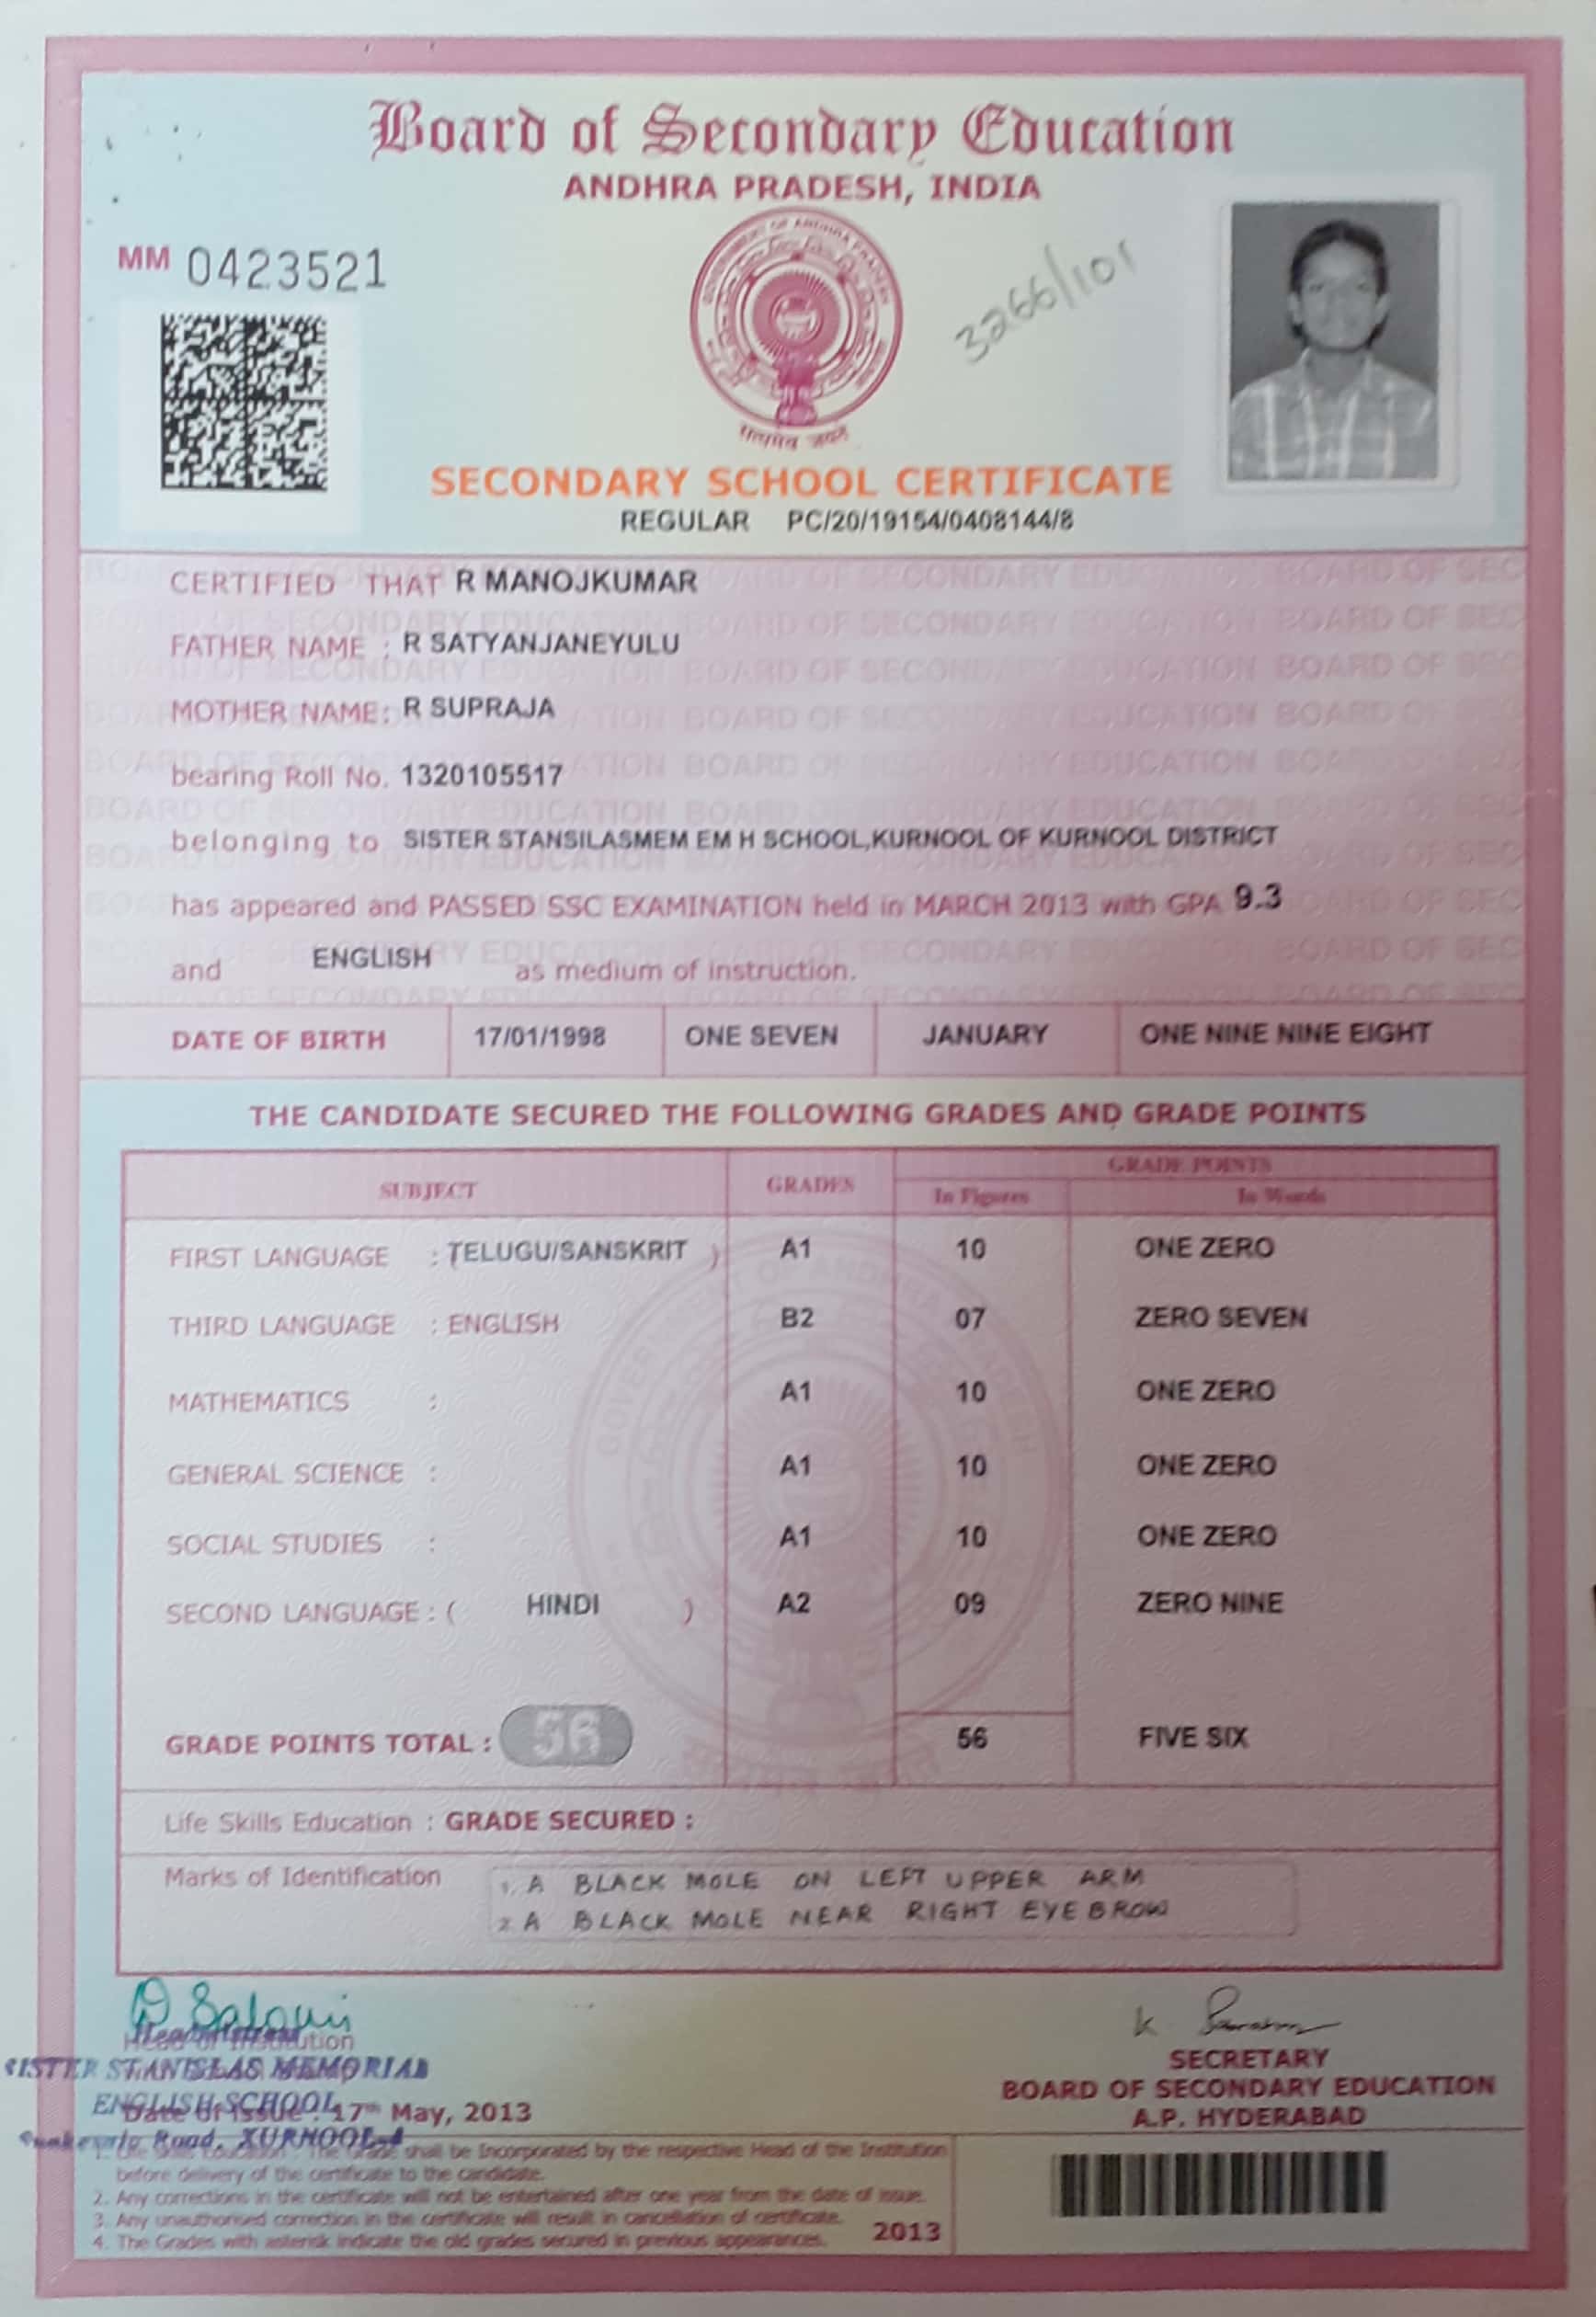 Board of Secondary Education
ANDHRA PRADESH, INDIA
MM 0423521
3266/101
सत्यमेव जयते
SECONDARY SCHOOL CERTIFICATE
REGULAR PC/20/19154/0408144/8
CERTIFIED THAT R MANOJKUMAR
FATHER NAME : R SATYANJANEYULU
MOTHER NAME: R SUPRAJA
bearing Roll No. 1320105517
belonging to SISTER STANSILASMEM EM H SCHOOL,KURNOOL OF KURNOOL DISTRICT
has appeared and PASSED SSC EXAMINATION held in MARCH 2013 with GPA 9.3
and ENGLISH as medium of instruction.
DATE OF BIRTH 17/01/1998 ONE SEVEN JANUARY ONE NINE NINE EIGHT
THE CANDIDATE SECURED THE FOLLOWING GRADES AND GRADE POINTS
SUBJECT GRADES GRADE POINTS
In Figures In Words
FIRST LANGUAGE : TELUGU/SANSKRIT ) A1 10 ONE ZERO
THIRD LANGUAGE : ENGLISH B2 07 ZERO SEVEN
MATHEMATICS : A1 10 ONE ZERO
GENERAL SCIENCE : A1 10 ONE ZERO
SOCIAL STUDIES : A1 10 ONE ZERO
SECOND LANGUAGE : ( HINDI ) A2 09 ZERO NINE
GRADE POINTS TOTAL : 56 56 FIVE SIX
Life Skills Education : GRADE SECURED :
Marks of Identification
1. A BLACK MOLE ON LEFT UPPER ARM
2 A BLACK MOLE NEAR RIGHT EYE BROW
Head of Institution
SISTER STANISLAS MEMORIAL
ENGLISH SCHOOL
Date of Issue : 17th May, 2013
Road, KURNOOL-4
SECRETARY
BOARD OF SECONDARY EDUCATION
A.P. HYDERABAD
1. Life Skills Education : The Grade shall be Incorporated by the respective Head of the Institution
before delivery of the certificate to the candidate.
2. Any corrections in the certificate will not be entertained after one year from the date of issue.
3. Any unauthorised correction in the certificate will result in cancellation of certificate.
4. The Grades with asterisk indicate the old grades secured in previous appearances.
2013